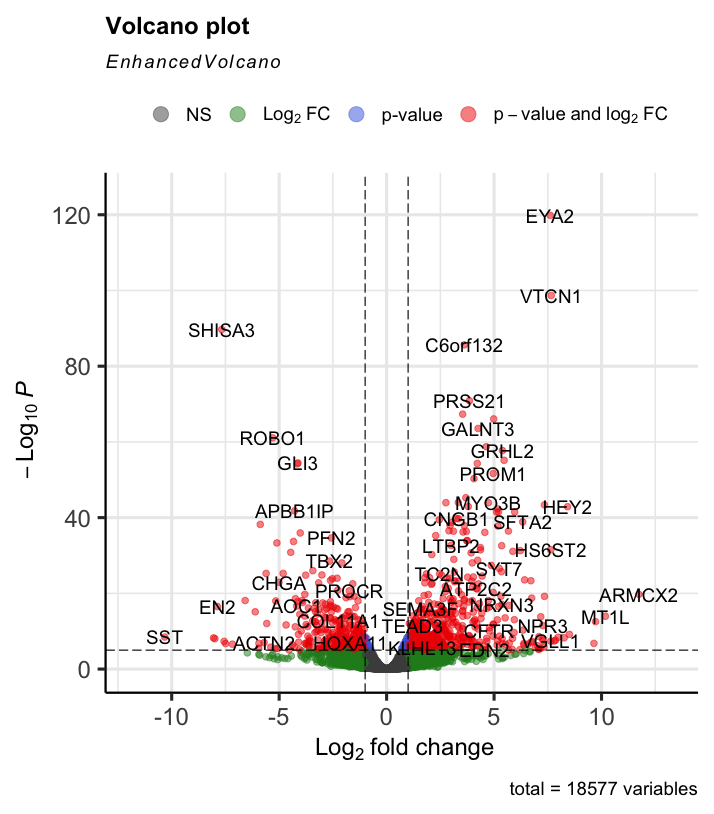 Volcano plot
EnhancedVolcano
NS Log₂ FC p-value p − value and log₂ FC
120
EYA2
VTCN1
SHISA3
C6orf132
80
PRSS21
GALNT3
ROBO1
GRHL2
GLI3
PROM1
− Log₁₀ P
MYO3B
HEY2
APBB1IP
40
CNGB1
SFTA2
PFN2
LTBP2
HS6ST2
TBX2
SYT7
TC2N
CHGA
ATP2C2
PROCR
ARMCX2
EN2
AOC1
SEMA3F
NRXN3
MT1L
COL11A1
TEAD3
NPR3
CFTR
SST
ACTN2
HOXA11
VGLL1
KLHL13
EDN2
0
-10 -5 0 5 10
Log₂ fold change
total = 18577 variables